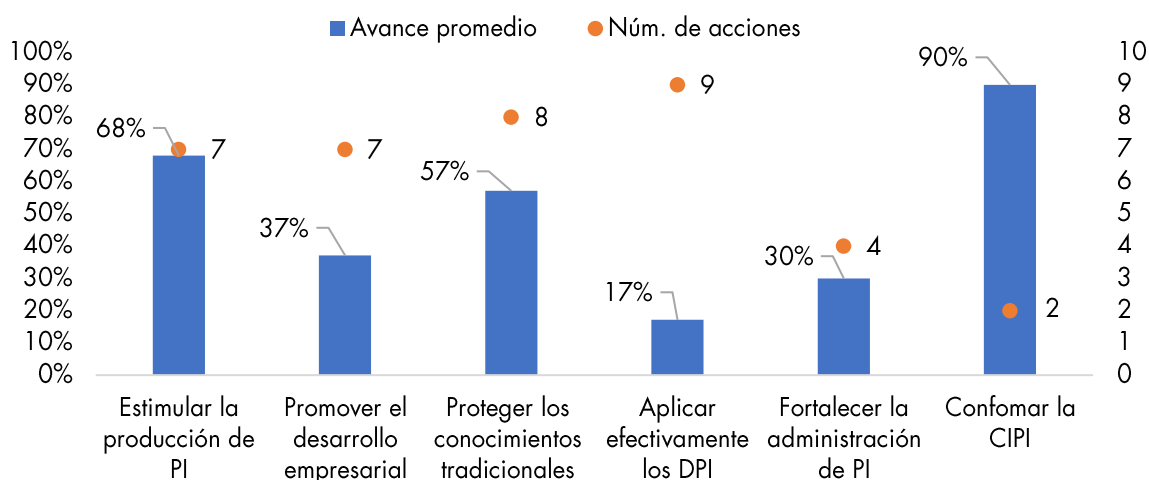 Avance promedio Núm. de acciones
100% 10
90% 9
80% 8
70% 7
60% 6
50% 5
40% 4
30% 3
20% 2
10% 1
0% 0
68% 7
37% 7
57% 8
17% 9
30% 4
90% 2
Estimular la
producción de
PI
Promover el
desarrollo
empresarial
Proteger los
conocimientos
tradicionales
Aplicar
efectivamente
los DPI
Fortalecer la
administración
de PI
Confomar la
CIPI